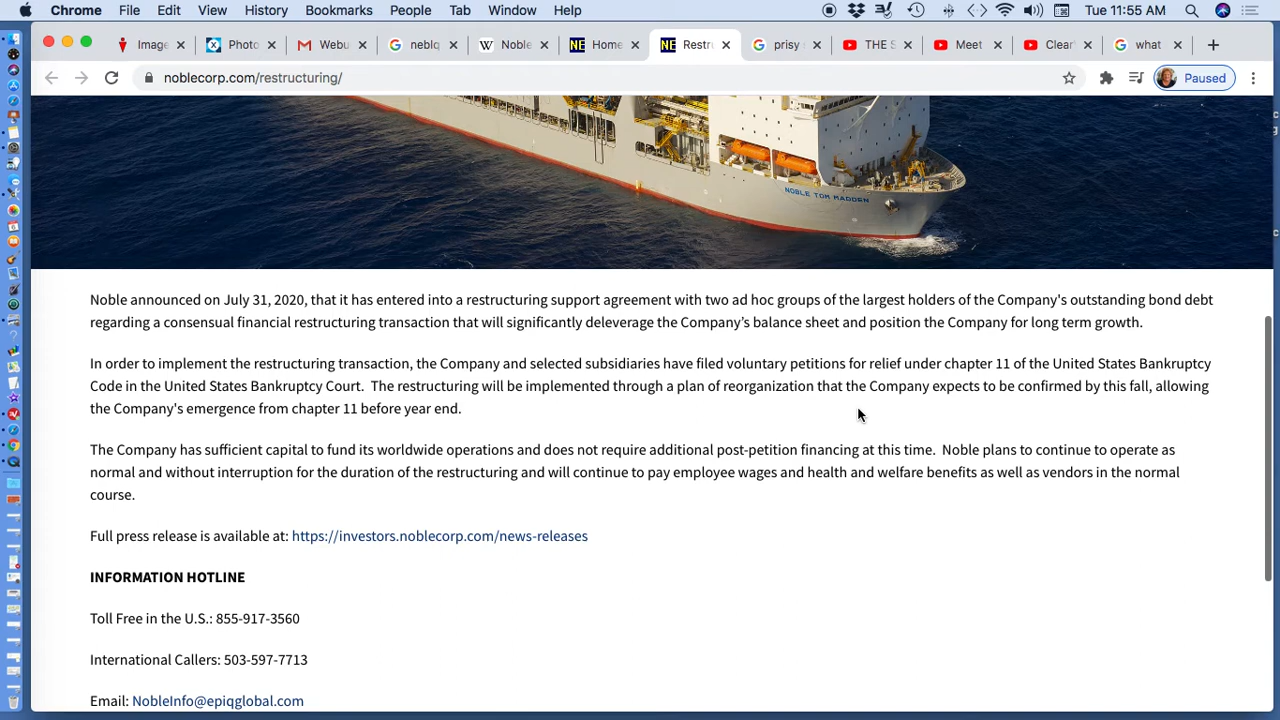 Chrome File Edit View History Bookmarks People Tab Window Help Tue 11:55 AM
Image Photo Webu neblq Noble Home Restru prisy THE S Meet Clear what
noblecorp.com/restructuring/ Paused
NOBLE TOM MADDEN
Noble announced on July 31, 2020, that it has entered into a restructuring support agreement with two ad hoc groups of the largest holders of the Company's outstanding bond debt
regarding a consensual financial restructuring transaction that will significantly deleverage the Company's balance sheet and position the Company for long term growth.
In order to implement the restructuring transaction, the Company and selected subsidiaries have filed voluntary petitions for relief under chapter 11 of the United States Bankruptcy
Code in the United States Bankruptcy Court. The restructuring will be implemented through a plan of reorganization that the Company expects to be confirmed by this fall, allowing
the Company's emergence from chapter 11 before year end.
The Company has sufficient capital to fund its worldwide operations and does not require additional post-petition financing at this time. Noble plans to continue to operate as
normal and without interruption for the duration of the restructuring and will continue to pay employee wages and health and welfare benefits as well as vendors in the normal
course.
Full press release is available at: https://investors.noblecorp.com/news-releases
INFORMATION HOTLINE
Toll Free in the U.S.: 855-917-3560
International Callers: 503-597-7713
Email: NobleInfo@epiqglobal.com